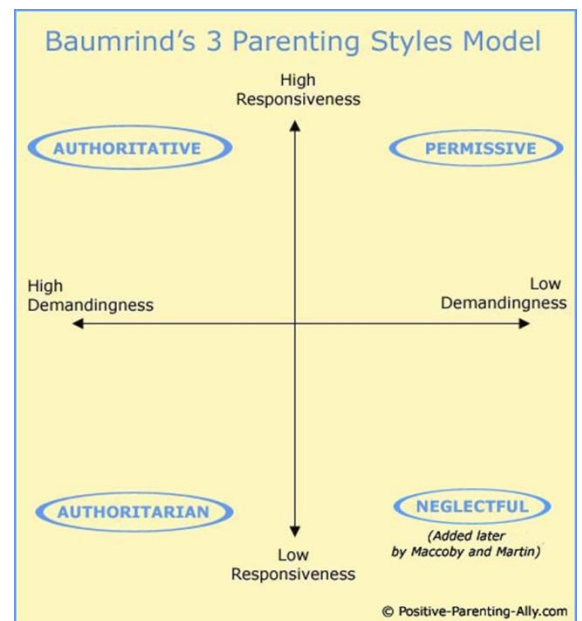 Baumrind's 3 Parenting Styles Model
High
Responsiveness
AUTHORITATIVE
PERMISSIVE
High
Demandingness
Low
Demandingness
AUTHORITARIAN
NEGLECTFUL
(Added later
by Maccoby and Martin)
Low
Responsiveness
© Positive-Parenting-Ally.com